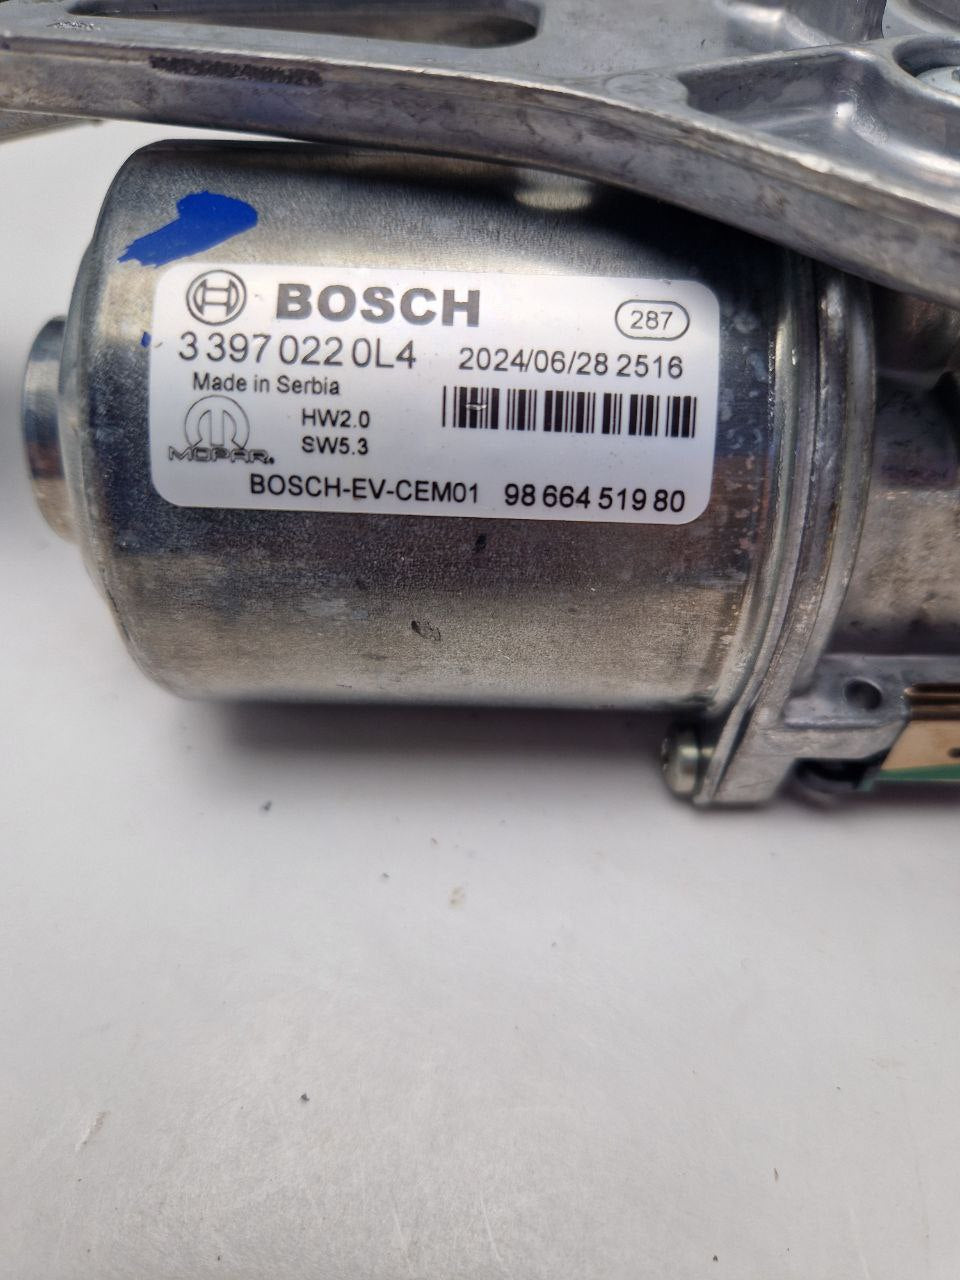 BOSCH
287
3 397 022 0L4
2024/06/28 2516
Made in Serbia
HW2.0
SW5.3
MOPAR.
BOSCH-EV-CEM01 98 664 519 80